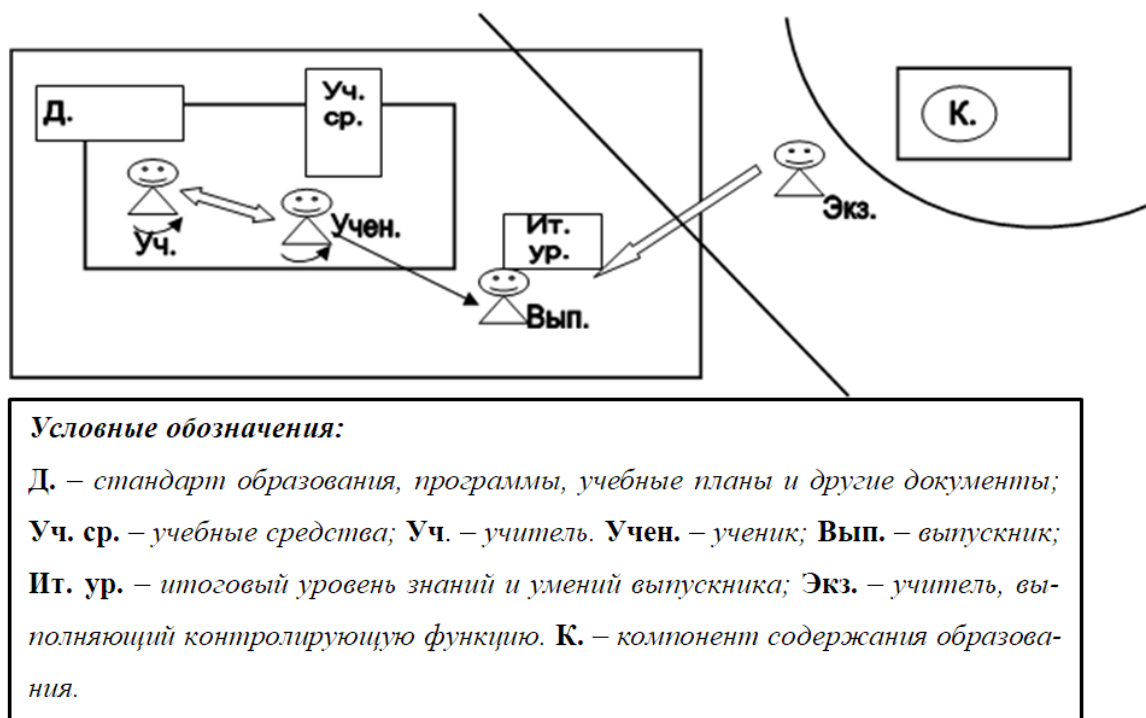 Д.
Уч.
ср.
Уч.
Учен.
Ит.
ур.
Вып.
Экз.
К.
Условные обозначения:
Д. – стандарт образования, программы, учебные планы и другие документы;
Уч. ср. – учебные средства; Уч. – учитель. Учен. – ученик; Вып. – выпускник;
Ит. ур. – итоговый уровень знаний и умений выпускника; Экз. – учитель, вы-
полняющий контролирующую функцию. К. – компонент содержания образова-
ния.